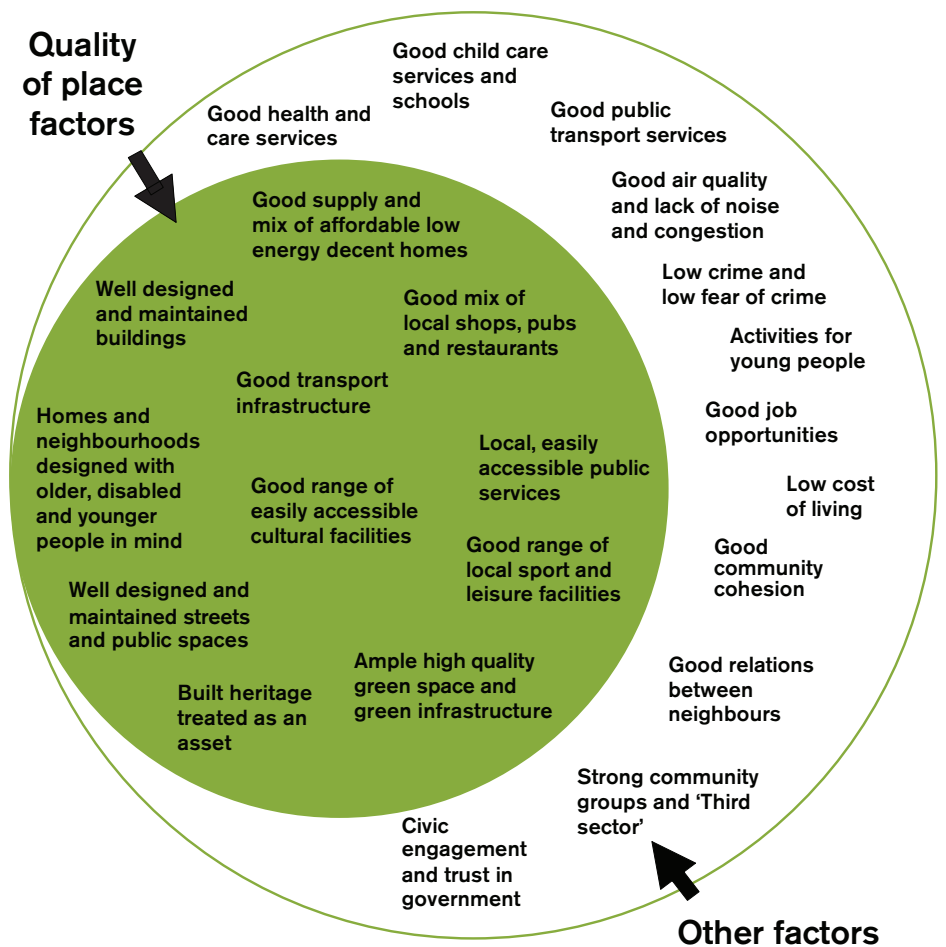 Quality
of place
factors
Good child care
services and
schools
Good health and
care services
Good public
transport services
Good air quality
and lack of noise
and congestion
Low crime and
low fear of crime
Activities for
young people
Good job
opportunities
Low cost
of living
Good
community
cohesion
Good relations
between
neighbours
Strong community
groups and ‘Third
sector’
Civic
engagement
and trust in
government
Other factors
Good supply and
mix of affordable low
energy decent homes
Well designed
and maintained
buildings
Good mix of
local shops, pubs
and restaurants
Good transport
infrastructure
Homes and
neighbourhoods
designed with
older, disabled
and younger
people in mind
Local, easily
accessible public
services
Good range of
easily accessible
cultural facilities
Good range of
local sport and
leisure facilities
Well designed and
maintained streets
and public spaces
Ample high quality
green space and
green infrastructure
Built heritage
treated as an
asset